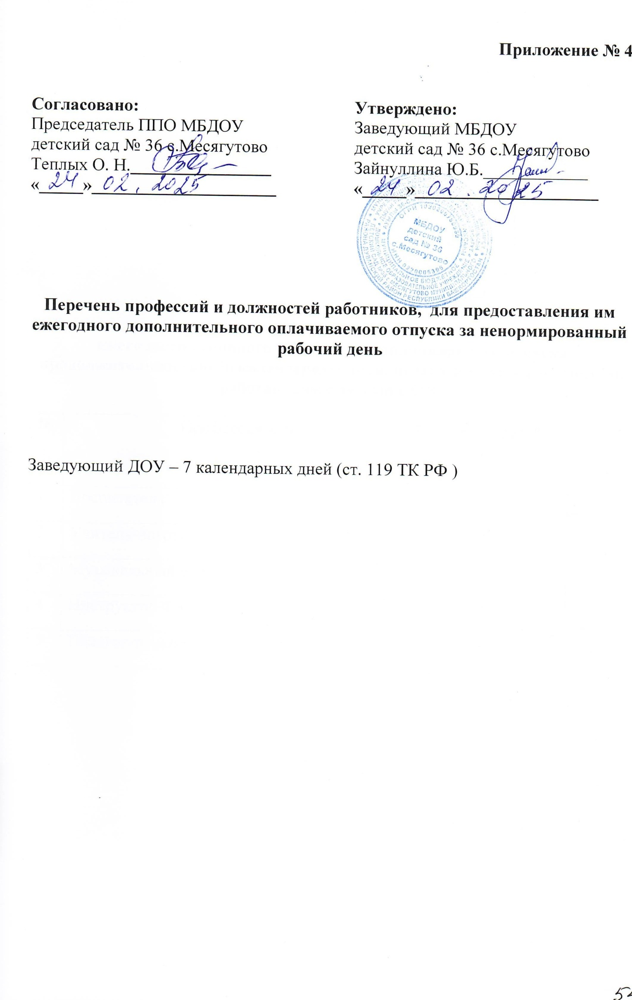 Приложение № 4
Согласовано:
Председатель ППО МБДОУ
детский сад № 36 с.Месягутово
Теплых О. Н.
« 24 » 02 . 2025
Утверждено:
Заведующий МБДОУ
детский сад № 36 с.Месягутово
Зайнуллина Ю.Б.
« 24 » 02 . 2025
МБДОУ
детский
сад № 36
с.Месягутово
Перечень профессий и должностей работников, для предоставления им
ежегодного дополнительного оплачиваемого отпуска за ненормированный
рабочий день
Заведующий ДОУ – 7 календарных дней (ст. 119 ТК РФ )